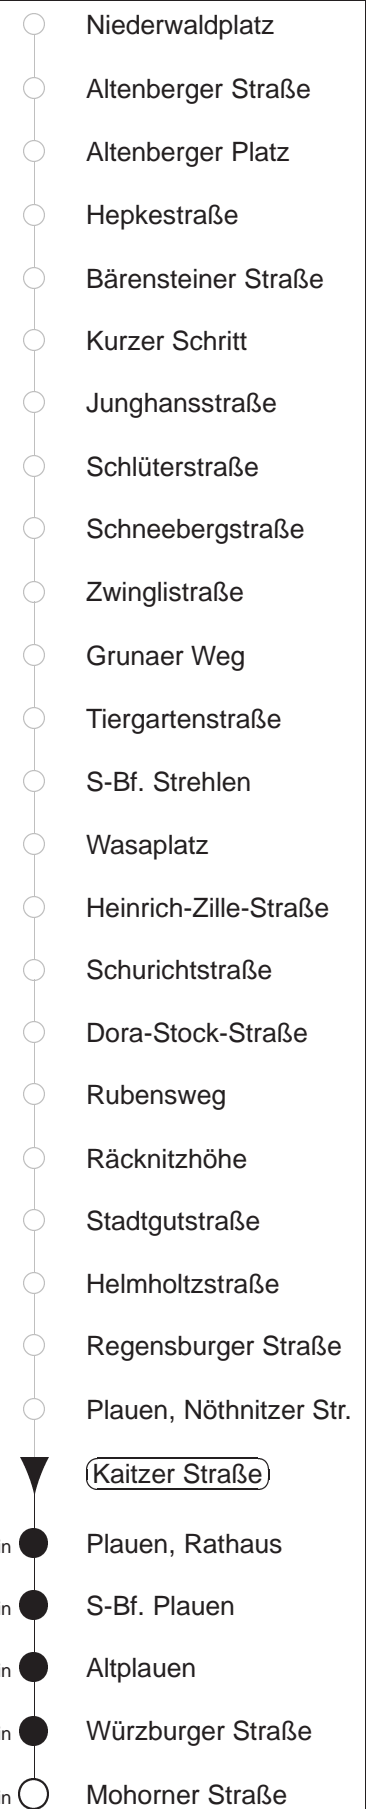 Niederwaldplatz
Altenberger Straße
Altenberger Platz
Hepkestraße
Bärensteiner Straße
Kurzer Schritt
Junghansstraße
Schlüterstraße
Schneebergstraße
Zwinglistraße
Grunaer Weg
Tiergartenstraße
S-Bf. Strehlen
Wasaplatz
Heinrich-Zille-Straße
Schurichtstraße
Dora-Stock-Straße
Rubensweg
Räcknitzhöhe
Stadtgutstraße
Helmholtzstraße
Regensburger Straße
Plauen, Nöthnitzer Str.
Kaitzer Straße
Plauen, Rathaus
S-Bf. Plauen
Altplauen
Würzburger Straße
Mohorner Straße